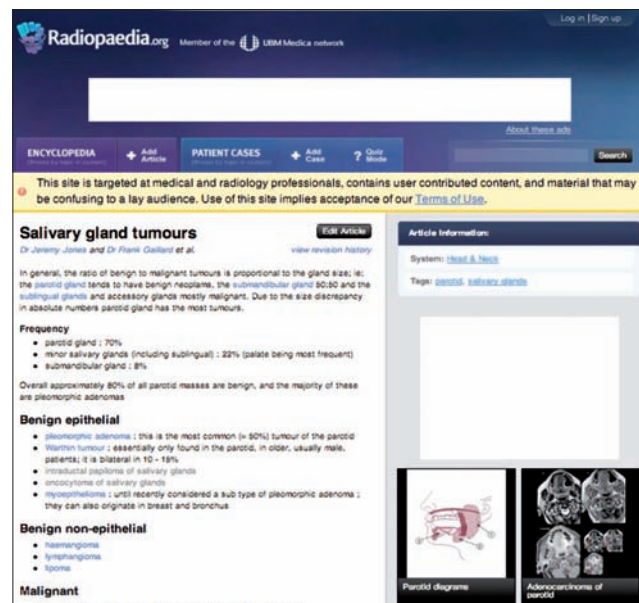 Log in | Sign up
Radiopaedia.org Member of the UBM Medica network
About these ads
ENCYCLOPEDIA
+ Add Article
PATIENT CASES
+ Add Case
? Quiz Mode
Search
This site is targeted at medical and radiology professionals, contains user contributed content, and material that may
be confusing to a lay audience. Use of this site implies acceptance of our Terms of Use.
Salivary gland tumours
Edit Article
Dr Jeremy Jones and Dr Frank Gaillard et al.
view revision history
In general, the ratio of benign to malignant tumours is proportional to the gland size; ie:
the parotid gland tends to have benign neoplams, the submandibular gland 50:50 and the
sublingual glands and accessory glands mostly malignant. Due to the size discrepancy
in absolute numbers parotid gland has the most tumours.
Frequency
• parotid gland : 70%
• minor salivary glands (including sublingual) : 22% (palate being most frequent)
• submandibular gland : 8%
Overall approximately 80% of all parotid masses are benign, and the majority of these
are pleomorphic adenomas
Benign epithelial
• pleomorphic adenoma : this is the most common (≈ 80%) tumour of the parotid
• Warthin tumour : essentially only found in the parotid, in older, usually male,
patients; it is bilateral in 10 - 15%
• intraductal papilloma of salivary glands
• oncocytoma of salivary glands
• myoepithelioma : until recently considered a sub type of pleomorphic adenoma ;
they can also originate in breast and bronchus
Benign non-epithelial
• haemangioma
• lymphangioma
• lipoma
Malignant
Article Information:
System: Head & Neck
Tags: parotid, salivary glands
Parotid diagrams
Adenocarcinoma of
parotid